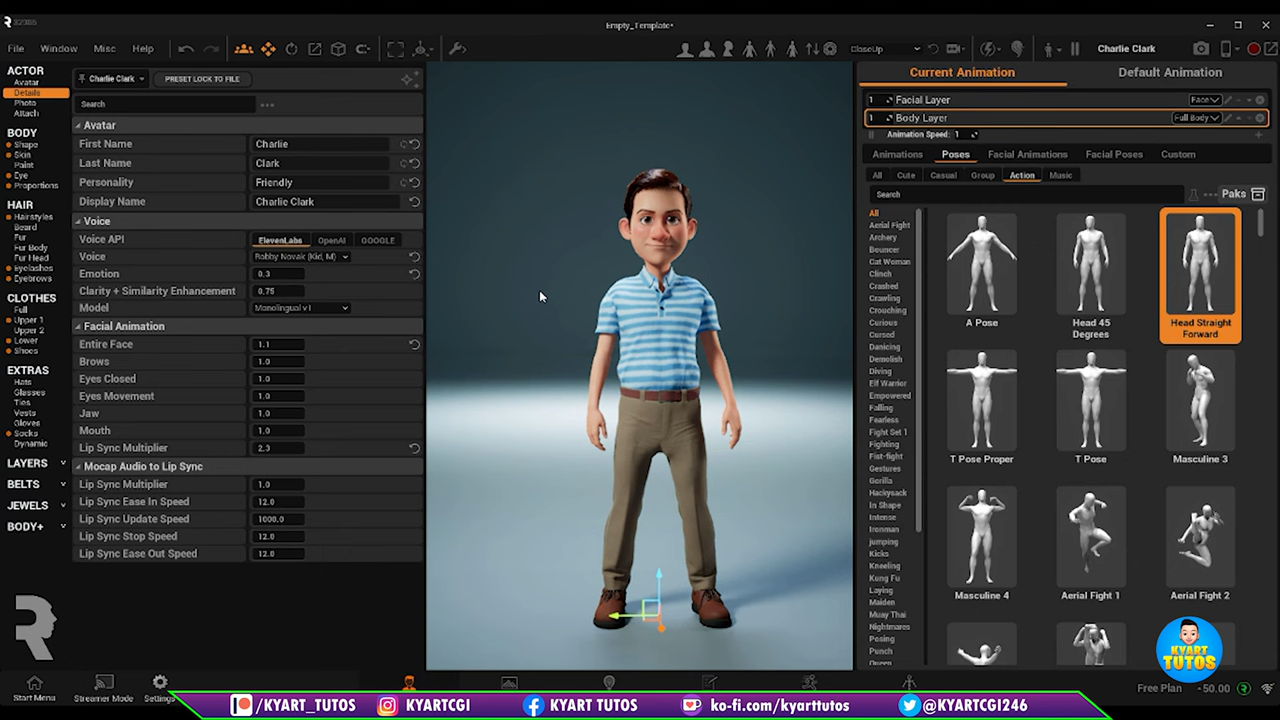 R32085
Empty_Template*
File Window Misc Help
CloseUp
Charlie Clark
ACTOR
Avatar
Details
Photo
Attach
BODY
Shape
Skin
Paint
Eye
Proportions
HAIR
Hairstyles
Beard
Fur
Fur Body
Fur Head
Eyelashes
Eyebrows
CLOTHES
Full
Upper 1
Upper 2
Lower
Shoes
EXTRAS
Hats
Glasses
Ties
Vests
Gloves
Socks
Dynamic
LAYERS
BELTS
JEWELS
BODY+
Charlie Clark PRESET LOCK TO FILE
Search
Avatar
First Name Charlie
Last Name Clark
Personality Friendly
Display Name Charlie Clark
Voice
Voice API ElevenLabs OpenAI GOOGLE
Voice Robby Novak (Kid, M)
Emotion 0.3
Clarity + Similarity Enhancement 0.75
Model Monolingual v1
Facial Animation
Entire Face 1.1
Brows 1.0
Eyes Closed 1.0
Eyes Movement 1.0
Jaw 1.0
Mouth 1.0
Lip Sync Multiplier 2.3
Mocap Audio to Lip Sync
Lip Sync Multiplier 1.0
Lip Sync Ease In Speed 12.0
Lip Sync Update Speed 1000.0
Lip Sync Stop Speed 12.0
Lip Sync Ease Out Speed 12.0
Current Animation Default Animation
1 Facial Layer Face
1 Body Layer Full Body
Animation Speed: 1
Animations Poses Facial Animations Facial Poses Custom
All Cute Casual Group Action Music
Search Paks
All
Aerial Fight
Archery
Bouncer
Cat Woman
Clinch
Crashed
Crawling
Crouching
Curious
Cursed
Danicing
Demolish
Diving
Elf Warrior
Empowered
Falling
Fearless
Fight Set 1
Fighting
Fist-fight
Gestures
Gorilla
Hackysack
In Shape
Intense
Ironman
jumping
Kicks
Kneeling
Kung Fu
Laying
Maiden
Muay Thai
Nightmares
Posing
Punch
Queen
A Pose
Head 45 Degrees
Head Straight Forward
T Pose Proper
T Pose
Masculine 3
Masculine 4
Aerial Fight 1
Aerial Fight 2
KYART
TUTOS
Start Menu Streamer Mode Settings
Free Plan -50.00
/KYART_TUTOS KYARTCGI KYART TUTOS ko-fi.com/kyarttutos @KYARTCGI246